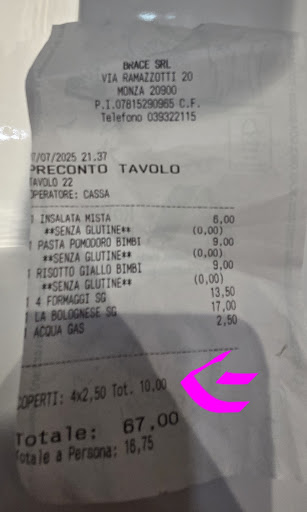 BRACE SRL
VIA RAMAZZOTTI 20
MONZA 20900
P.I.07815290965 C.F.
Telefono 039322115
/07/2025 21.37
PRECONTO TAVOLO
TAVOLO 22
OPERATORE: CASSA
1 INSALATA MISTA 6,00
**SENZA GLUTINE** (0,00)
1 PASTA POMODORO BIMBI 9,00
**SENZA GLUTINE** (0,00)
1 RISOTTO GIALLO BIMBI 9,00
**SENZA GLUTINE** (0,00)
1 4 FORMAGGI SG 13,50
1 LA BOLOGNESE SG 17,00
1 ACQUA GAS 2,50
COPERTI: 4x2,50 Tot. 10,00
Totale: 67,00
Totale a Persona: 16,75